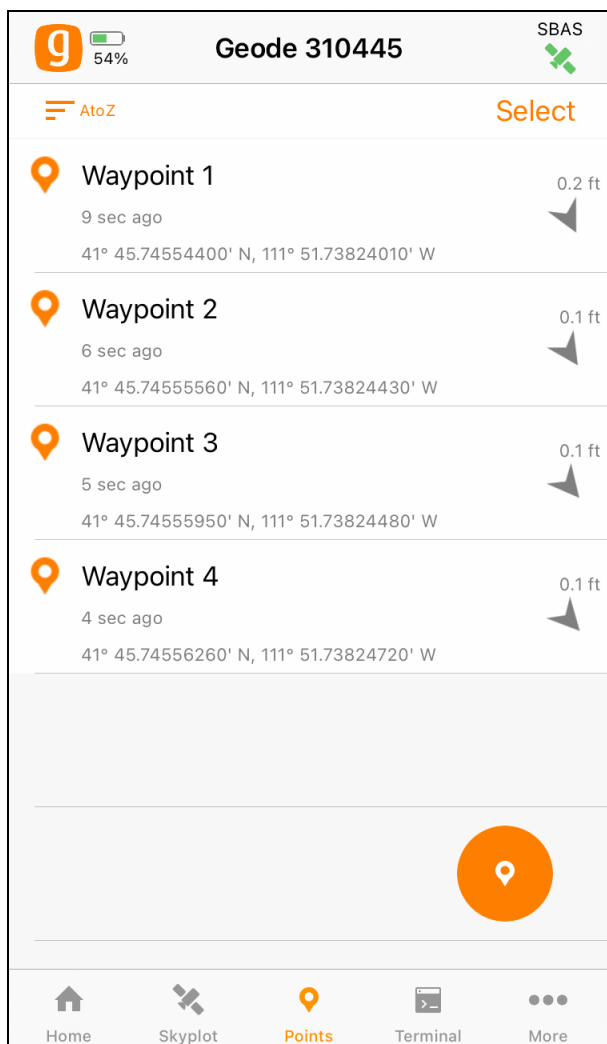 g
54%
Geode 310445
SBAS
AtoZ
Select
Waypoint 1
0.2 ft
9 sec ago
41° 45.74554400' N, 111° 51.73824010' W
Waypoint 2
0.1 ft
6 sec ago
41° 45.74555560' N, 111° 51.73824430' W
Waypoint 3
0.1 ft
5 sec ago
41° 45.74555950' N, 111° 51.73824480' W
Waypoint 4
0.1 ft
4 sec ago
41° 45.74556260' N, 111° 51.73824720' W
Home
Skyplot
Points
Terminal
More